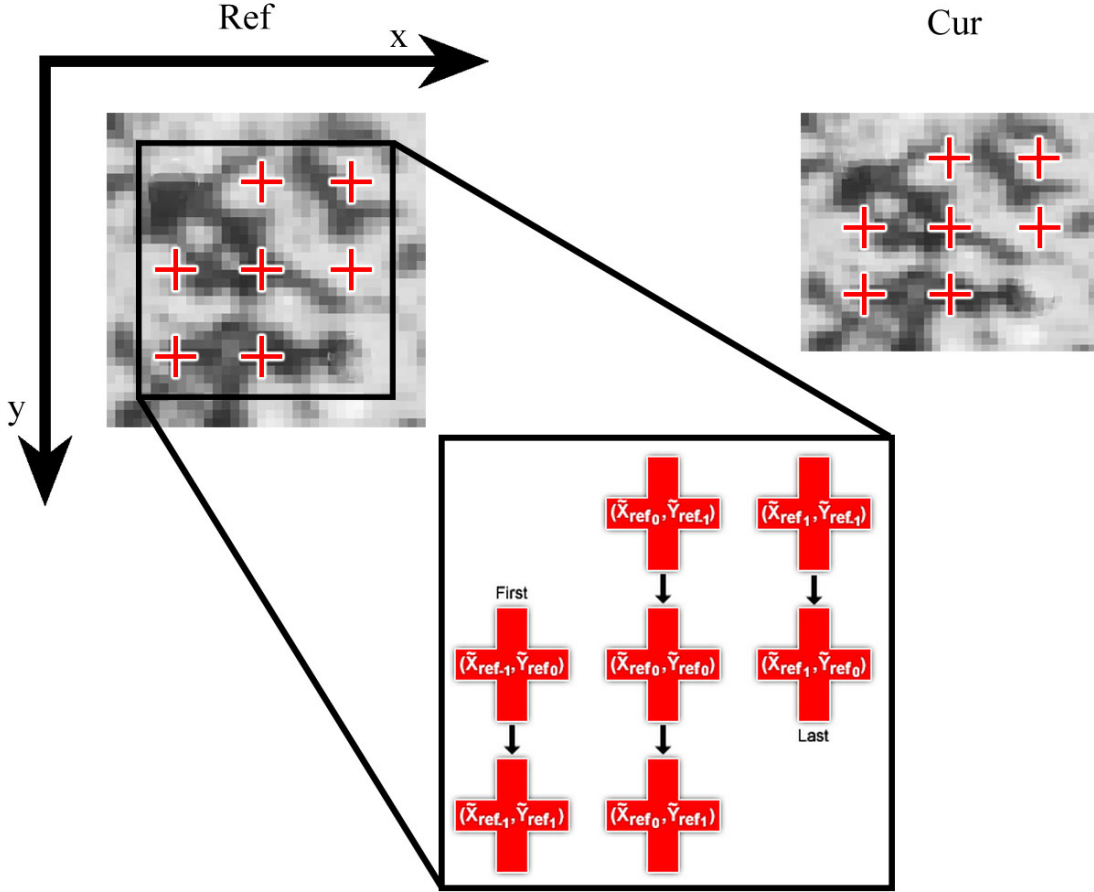 Ref
Cur
x
y
(X̃ref0,Ỹref-1)
(X̃ref1,Ỹref-1)
First
(X̃ref-1,Ỹref0)
(X̃ref0,Ỹref0)
(X̃ref1,Ỹref0)
Last
(X̃ref-1,Ỹref1)
(X̃ref0,Ỹref1)